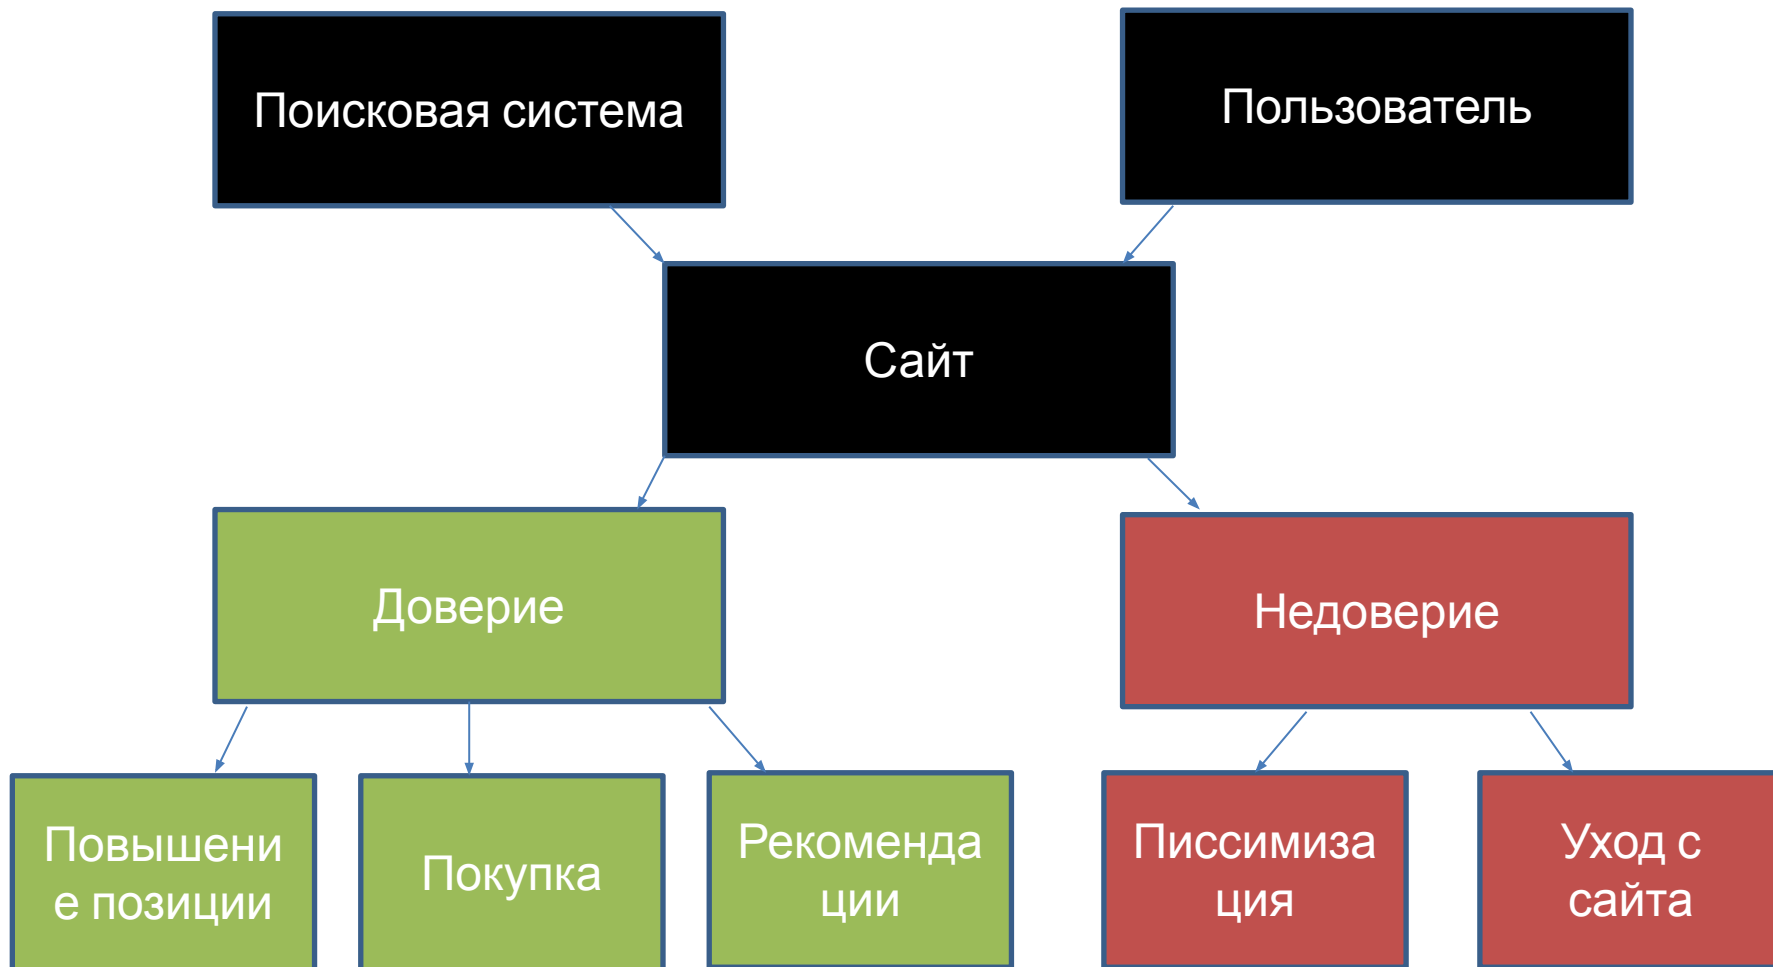 Поисковая система
Пользователь
Сайт
Доверие
Недоверие
Повышени
е позиции
Покупка
Рекоменда
ции
Писсимиза
ция
Уход с
сайта